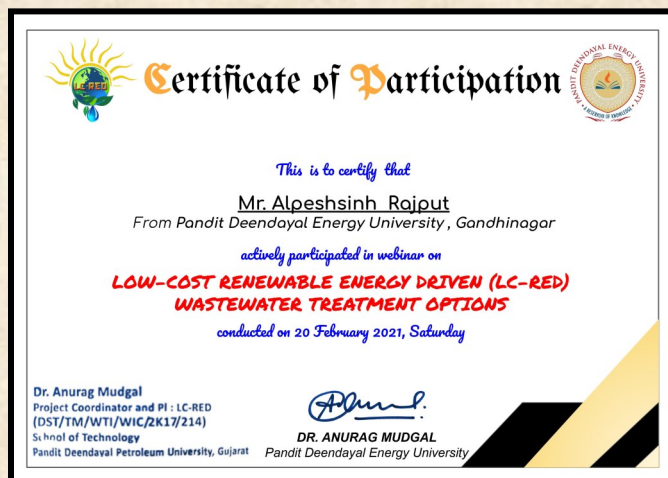 LC-RED
Certificate of Participation
PANDIT DEENDAYAL ENERGY UNIVERSITY
A RESERVOIR OF KNOWLEDGE
This is to certify that
Mr. Alpeshsinh Rajput
From Pandit Deendayal Energy University , Gandhinagar
actively participated in webinar on
LOW-COST RENEWABLE ENERGY DRIVEN (LC-RED)
WASTEWATER TREATMENT OPTIONS
conducted on 20 February 2021, Saturday
Dr. Anurag Mudgal
Project Coordinator and PI : LC-RED
(DST/TM/WTI/WIC/2K17/214)
School of Technology
Pandit Deendayal Petroleum University, Gujarat
DR. ANURAG MUDGAL
Pandit Deendayal Energy University